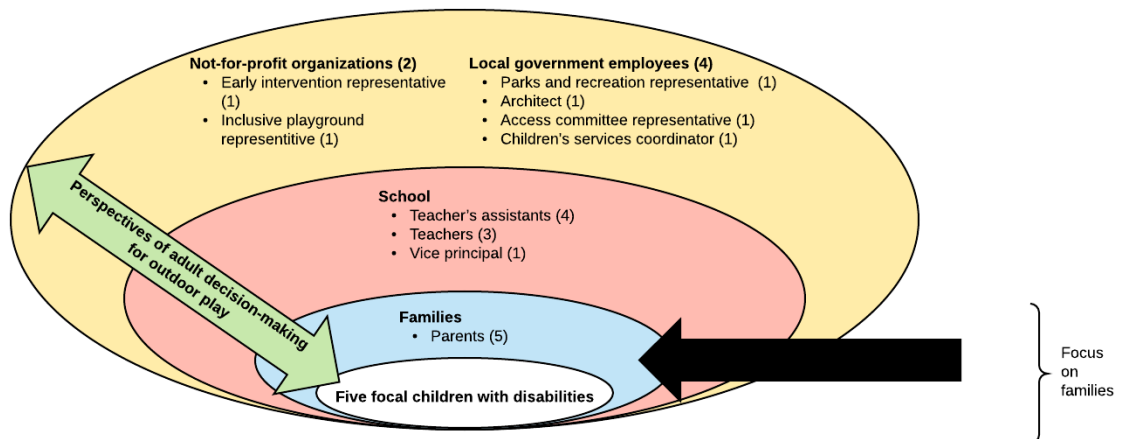 Not-for-profit organizations (2)
• Early intervention representative
(1)
• Inclusive playground
representitive (1)
Local government employees (4)
• Parks and recreation representative (1)
• Architect (1)
• Access committee representative (1)
• Children's services coordinator (1)
School
• Teacher's assistants (4)
• Teachers (3)
• Vice principal (1)
Perspectives of adult decision-making
for outdoor play
Families
• Parents (5)
Five focal children with disabilities
Focus
on
families